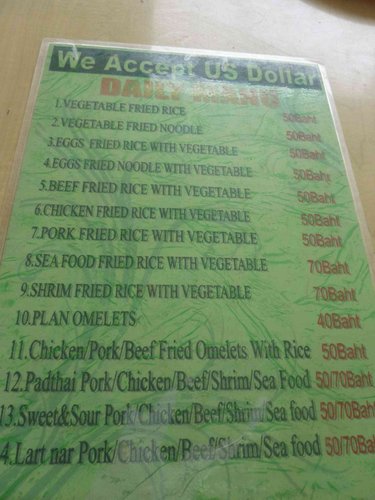 We Accept US Dollar
DAILY MANU
1.VEGETABLE FRIED RICE 50Baht
2.VEGETABLE FRIED NOODLE 50Baht
3.EGGS FRIED RICE WITH VEGETABLE 50Baht
4.EGGS FRIED NOODLE WITH VEGETABLE 50Baht
5.BEEF FRIED RICE WITH VEGETABLE 50Baht
6.CHICKEN FRIED RICE WITH VEGETABLE 50Baht
7.PORK FRIED RICE WITH VEGETABLE 50Baht
8.SEA FOOD FRIED RICE WITH VEGETABLE 70Baht
9.SHRIM FRIED RICE WITH VEGETABLE 70Baht
10.PLAN OMELETS 40Baht
11.Chicken/Pork/Beef Fried Omelets With Rice 50Baht
12.Padthai Pork/Chicken/Beef/Shrim/Sea Food 50/70Baht
13.Sweet&Sour Pork/Chicken/Beef/Shrim/Sea food 50/70Baht
4.Lart nar Pork/Chicken/Beef/Shrim/Sea food 50/70Baht